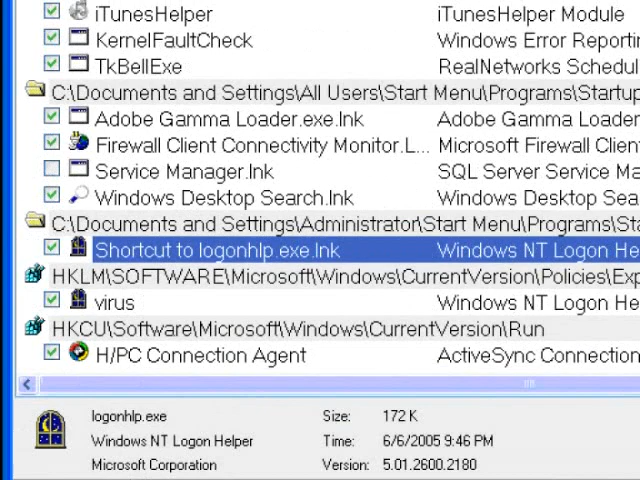 iTunesHelper iTunesHelper Module
KernelFaultCheck Windows Error Reporti
TkBellExe RealNetworks Schedul
C:\Documents and Settings\All Users\Start Menu\Programs\Startup
Adobe Gamma Loader.exe.lnk Adobe Gamma Loader
Firewall Client Connectivity Monitor.L... Microsoft Firewall Clien
Service Manager.lnk SQL Server Service Ma
Windows Desktop Search.lnk Windows Desktop Sea
C:\Documents and Settings\Administrator\Start Menu\Programs\Sta
Shortcut to logonhlp.exe.lnk Windows NT Logon He
HKLM\SOFTWARE\Microsoft\Windows\CurrentVersion\Policies\Exp
virus Windows NT Logon He
HKCU\Software\Microsoft\Windows\CurrentVersion\Run
H/PC Connection Agent ActiveSync Connection
logonhlp.exe Size: 172 K
Windows NT Logon Helper Time: 6/6/2005 9:46 PM
Microsoft Corporation Version: 5.01.2600.2180